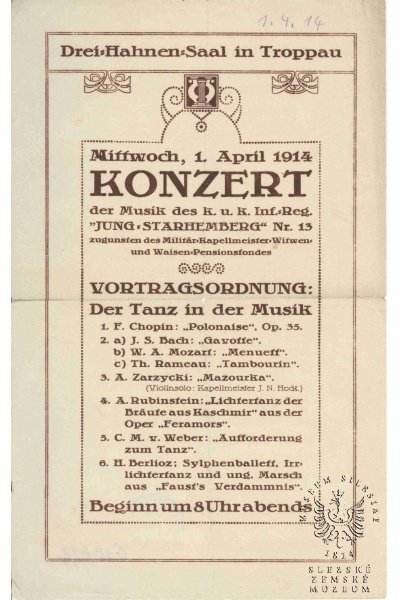 1. 4. 14
Drei-Hahnen-Saal in Troppau
Mittwoch, 1. April 1914
KONZERT
der Musik des k. u. k. Inf.-Reg.
"JUNG-STARHEMBERG" Nr. 13
zugunsten des Militär-Kapellmeister-Witwen-
und Waisen-Pensionsfondes
VORTRAGSORDNUNG:
Der Tanz in der Musik
1. F. Chopin: „Polonaise“, Op. 35.
2. a) J. S. Bach: „Gavotte“.
b) W. A. Mozart: „Menuett“.
c) Th. Rameau: „Tambourin“.
3. A. Zarzycki: „Mazourka“.
(Violinsolo: Kapellmeister J. N. Hock.)
4. A. Rubinstein: „Lichtertanz der
Bräute aus Kaschmir“ aus der
Oper „Feramors“.
5. C. M. v. Weber: „Aufforderung
zum Tanz“.
6. H. Berlioz: Sylphenballett, Irr-
lichtertanz und ung. Marsch
aus „Faust's Verdammnis“.
Beginn um 8 Uhr abends
MUSEUM SILESIAE
1814
SLEZSKÉ
ZEMSKÉ
MUZEUM